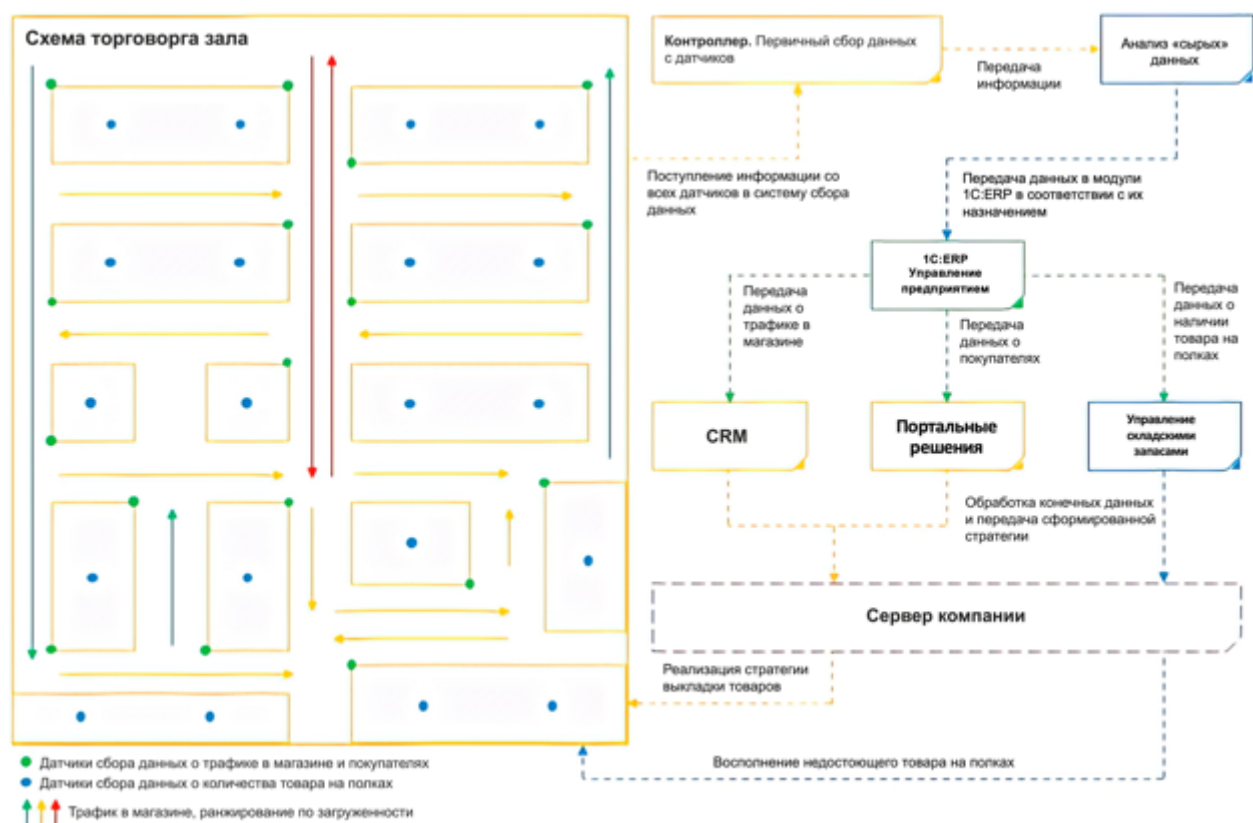 Схема торговорга зала
Контроллер. Первичный сбор данных
с датчиков
Передача
информации
Анализ «сырых»
данных
Поступление информации со
всех датчиков в систему сбора
данных
Передача данных в модули
1С:ERP в соответствии с их
назначением
1С:ERP
Управление
предприятием
Передача
данных о
трафике в
магазине
Передача
данных о
покупателях
Передача
данных о
наличии
товара на
полках
CRM
Портальные
решения
Управление
окладскими
запасами
Обработка конечных данных
и передача сформированной
стратегии
Сервер компании
Реализация стратегии
выкладки товаров
Восполнение недостоющего товара на полках
Датчики сбора данных о трафике в магазине и покупателях
Датчики сбора данных о количества товара на полках
Трафик в магазине, ранжирование по загруженности